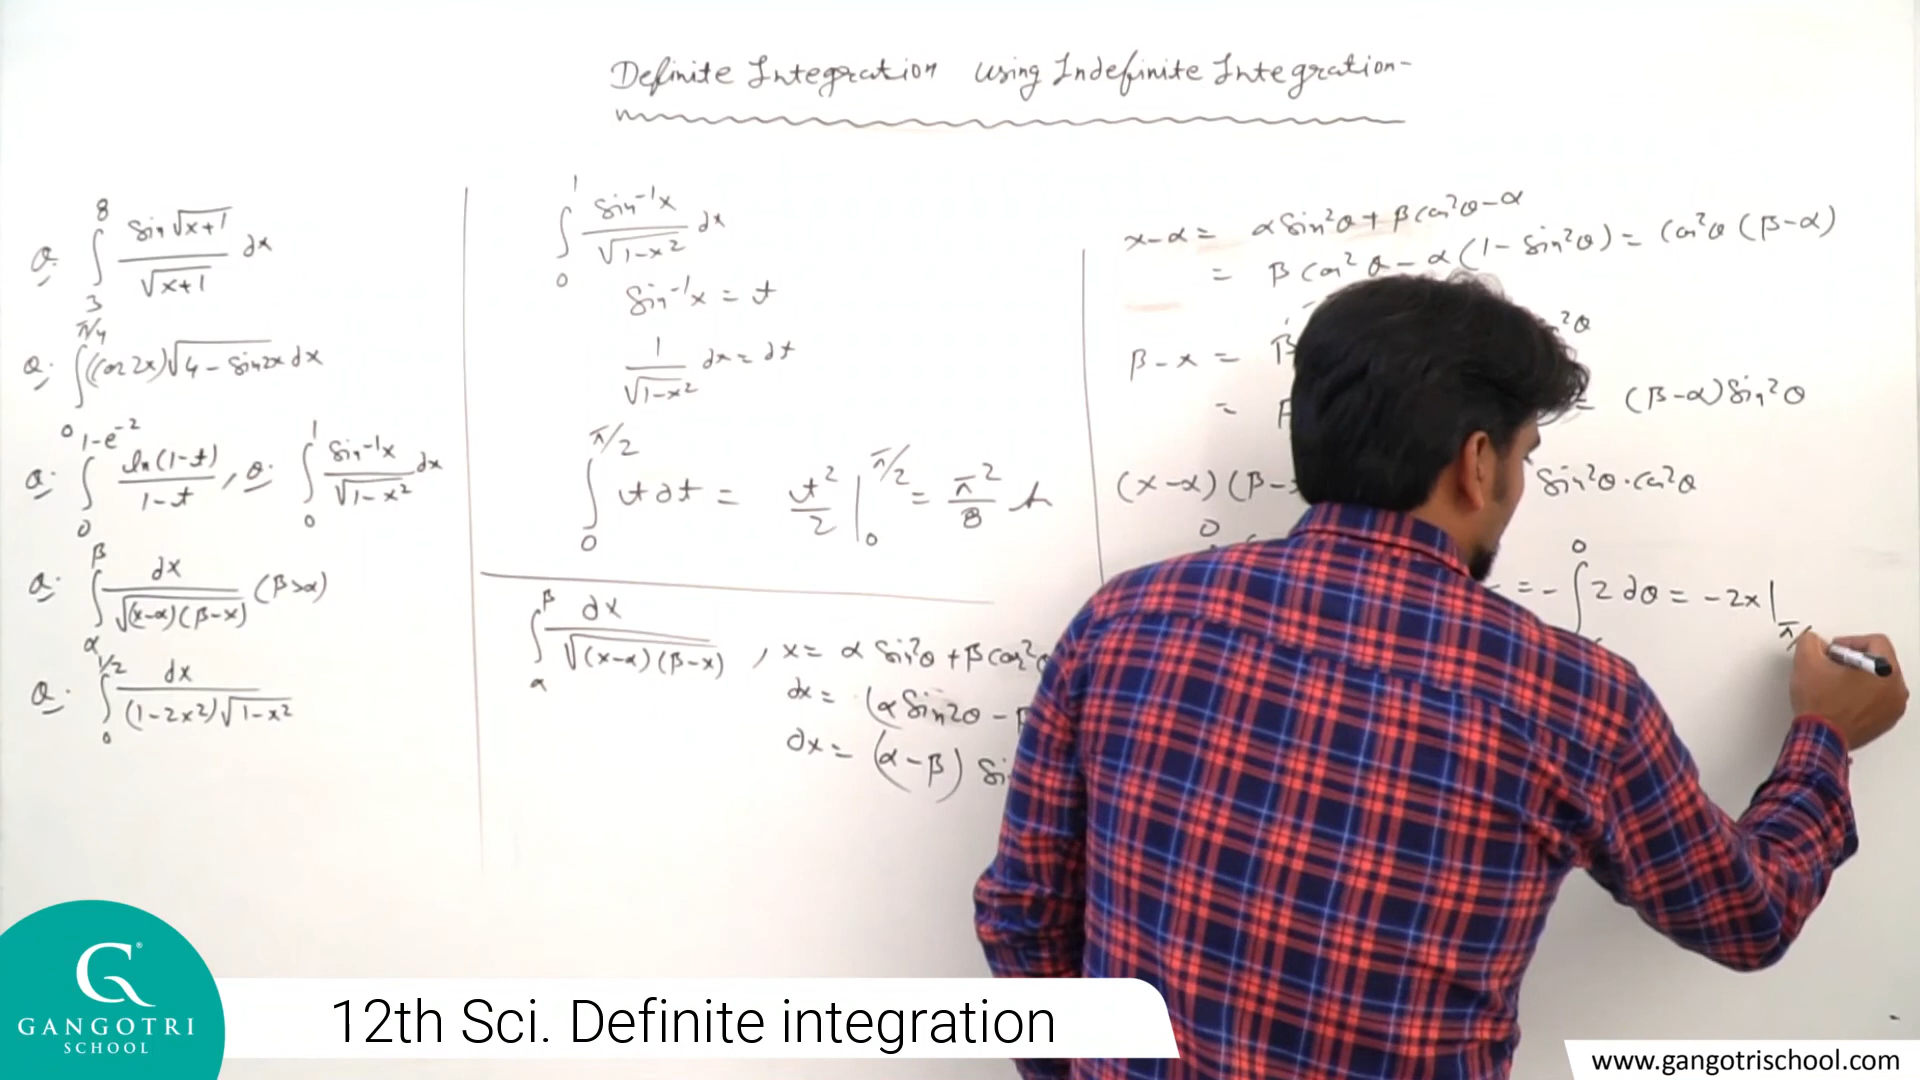 Definite Integration Using Indefinite Integration-
Q. ∫₃⁸ sin√(x+1) / √(x+1) dx
Q. ∫₀^(π/4) (cos 2x)√(4 - sin2x) dx
Q. ∫₀^(1-e⁻²) ln(1-t) / (1-t), Q. ∫₀¹ sin⁻¹x / √(1-x²) dx
Q. ∫_α^β dx / √((x-α)(β-x)) (β>α)
Q. ∫₀^(1/2) dx / ((1-2x²)√(1-x²))
∫₀¹ sin⁻¹x / √(1-x²) dx
sin⁻¹x = t
1/√(1-x²) dx = dt
∫₀^(π/2) t dt = t²/2 |₀^(π/2) = π²/8
∫_α^β dx / √((x-α)(β-x)), x = α sin²θ + β cos²θ
dx = (α sin2θ -
dx = (α-β)
x-α = α sin²θ + β cos²θ - α
= β cos²θ - α(1 - sin²θ) = cos²θ (β-α)
β-x = β
= (β-α) sin²θ
(x-α)(β- sin²θ·cos²θ
= -∫⁰ 2 dθ = -2x|
GANGOTRI
SCHOOL
12th Sci. Definite integration
www.gangotrischool.com